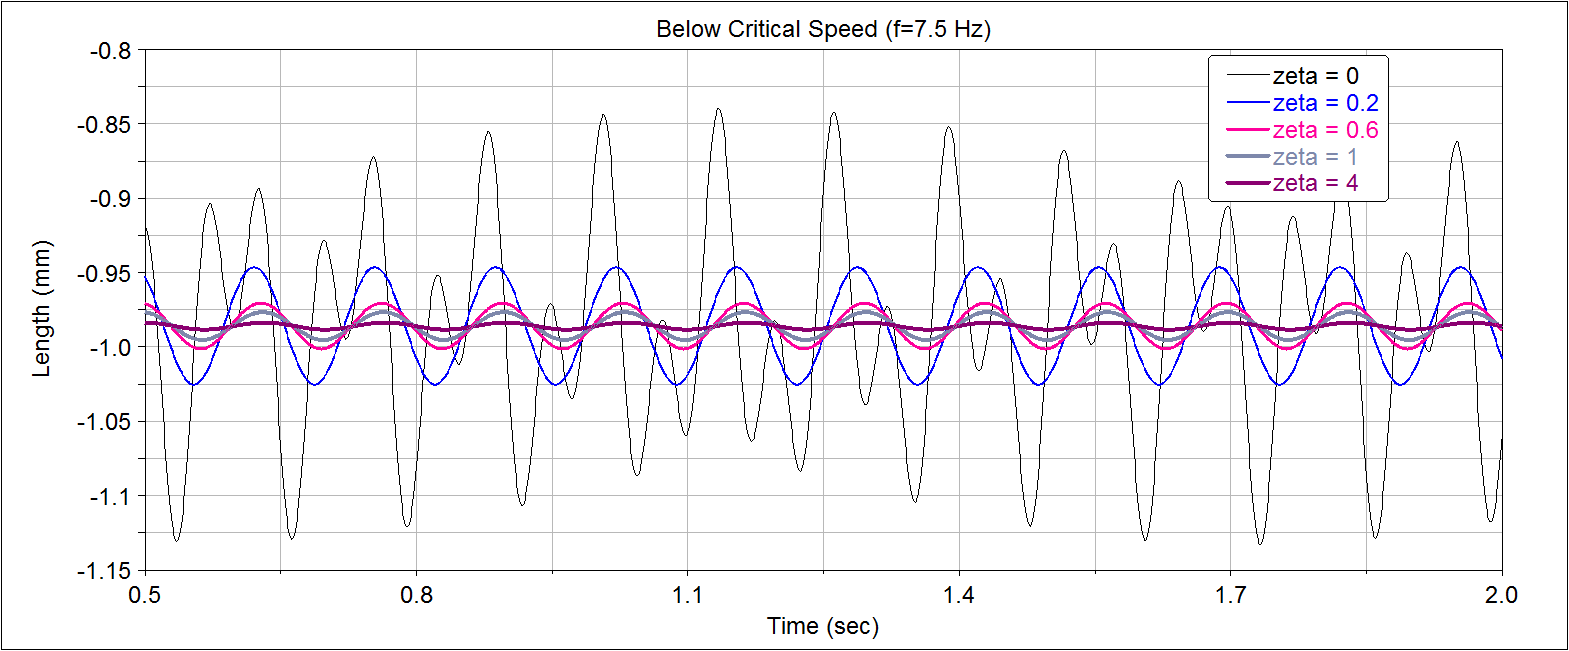 Below Critical Speed (f=7.5 Hz)
-0.8
-0.85
-0.9
-0.95
-1.0
-1.05
-1.1
-1.15
Length (mm)
zeta = 0
zeta = 0.2
zeta = 0.6
zeta = 1
zeta = 4
0.5
0.8
1.1
1.4
1.7
2.0
Time (sec)